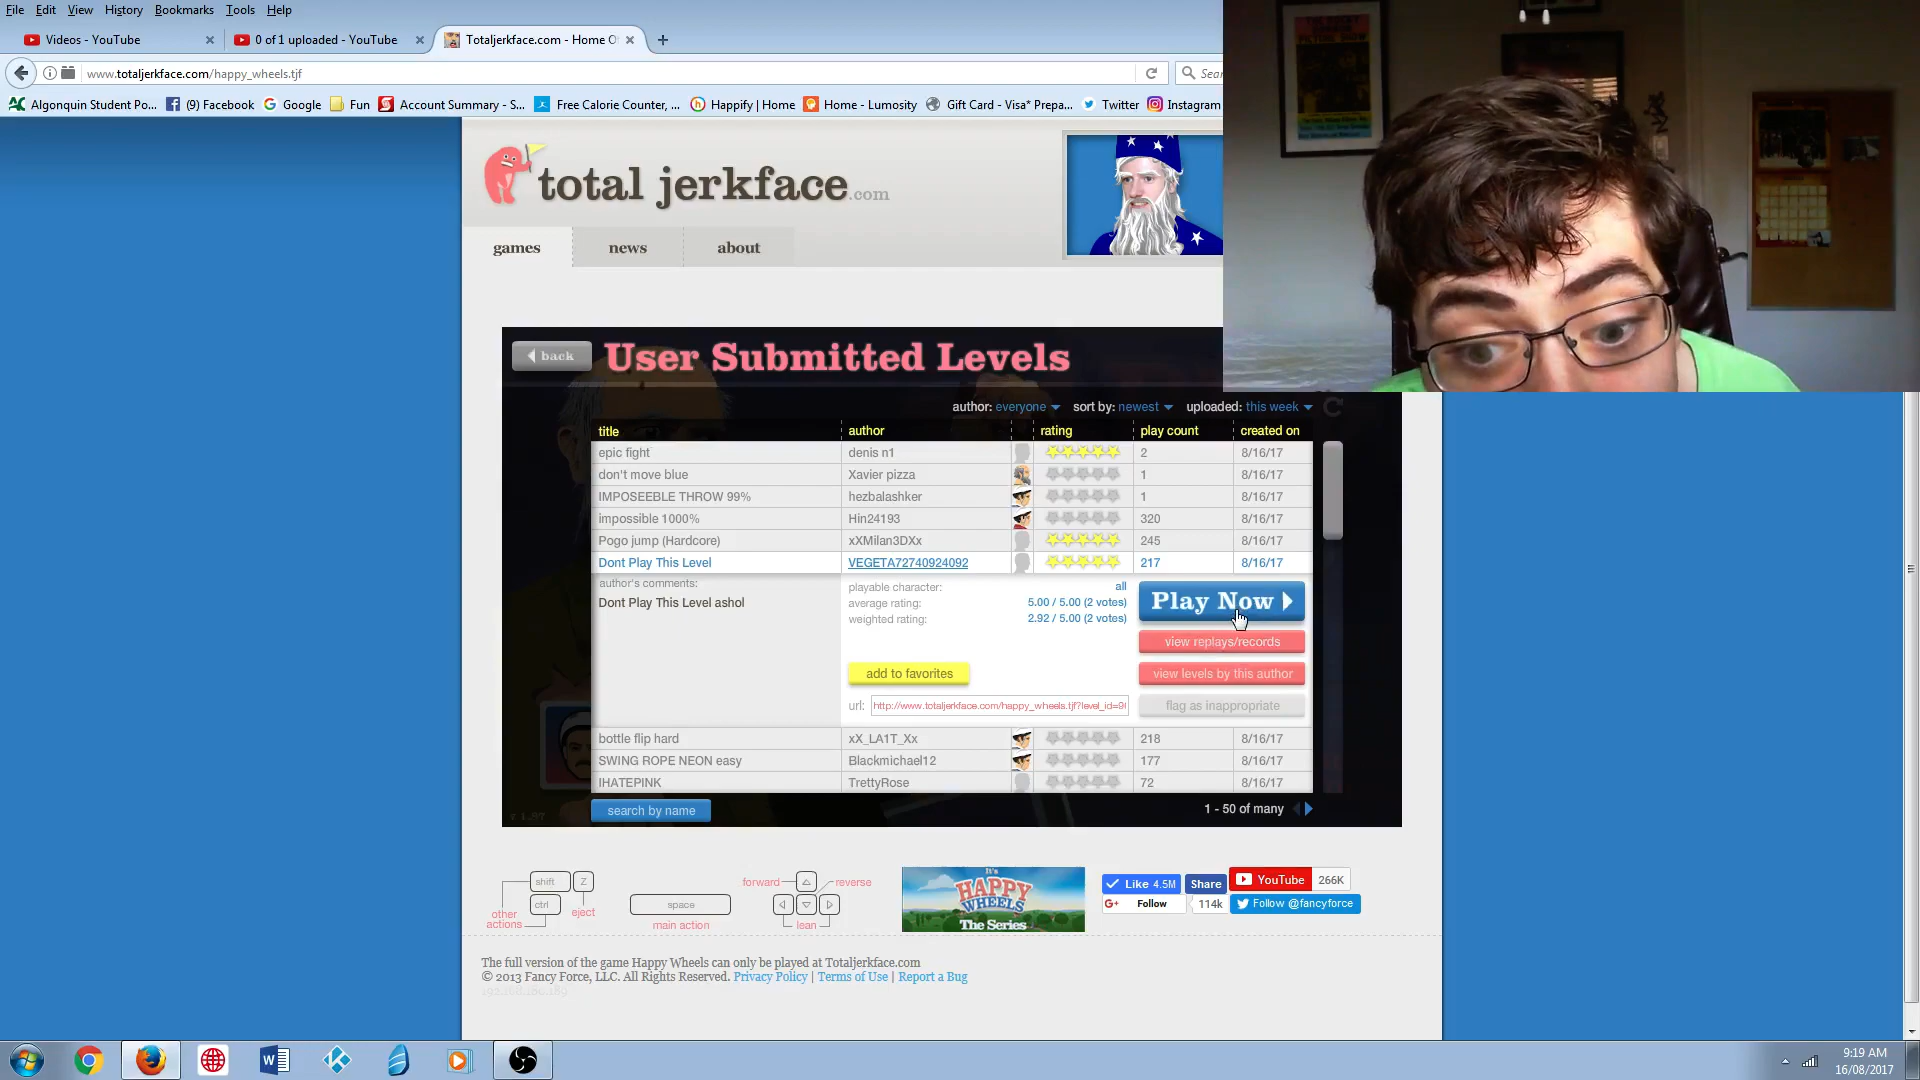 File Edit View History Bookmarks Tools Help
Videos - YouTube
0 of 1 uploaded - YouTube
Totaljerkface.com - Home O
www.totaljerkface.com/happy_wheels.tjf
Sear
Algonquin Student Po...
(9) Facebook
Google
Fun
Account Summary - S...
Free Calorie Counter, ...
Happify | Home
Home - Lumosity
Gift Card - Visa* Prepa...
Twitter
Instagram
total jerkface.com
games news about
back
User Submitted Levels
author: everyone sort by: newest uploaded: this week
title author rating play count created on
epic fight denis n1 2 8/16/17
don't move blue Xavier pizza 1 8/16/17
IMPOSEEBLE THROW 99% hezbalashker 1 8/16/17
impossible 1000% Hin24193 320 8/16/17
Pogo jump (Hardcore) xXMilan3DXx 245 8/16/17
Dont Play This Level VEGETA72740924092 217 8/16/17
author's comments:
Dont Play This Level ashol
playable character: all
average rating: 5.00 / 5.00 (2 votes)
weighted rating: 2.92 / 5.00 (2 votes)
add to favorites
url: http://www.totaljerkface.com/happy_wheels.tjf?level_id=9
Play Now
view replays/records
view levels by this author
flag as inappropriate
bottle flip hard xX_LA1T_Xx 218 8/16/17
SWING ROPE NEON easy Blackmichael12 177 8/16/17
IHATEPINK TrettyRose 72 8/16/17
search by name
1 - 50 of many
v 1.87
shift Z
ctrl
other actions
eject
space
main action
forward reverse
lean
It's
HAPPY
WHEELS
The Series
Like 4.5M Share
YouTube 266K
G+ Follow 114k
Follow @fancyforce
The full version of the game Happy Wheels can only be played at Totaljerkface.com
© 2013 Fancy Force, LLC. All Rights Reserved. Privacy Policy | Terms of Use | Report a Bug
9:19 AM
16/08/2017